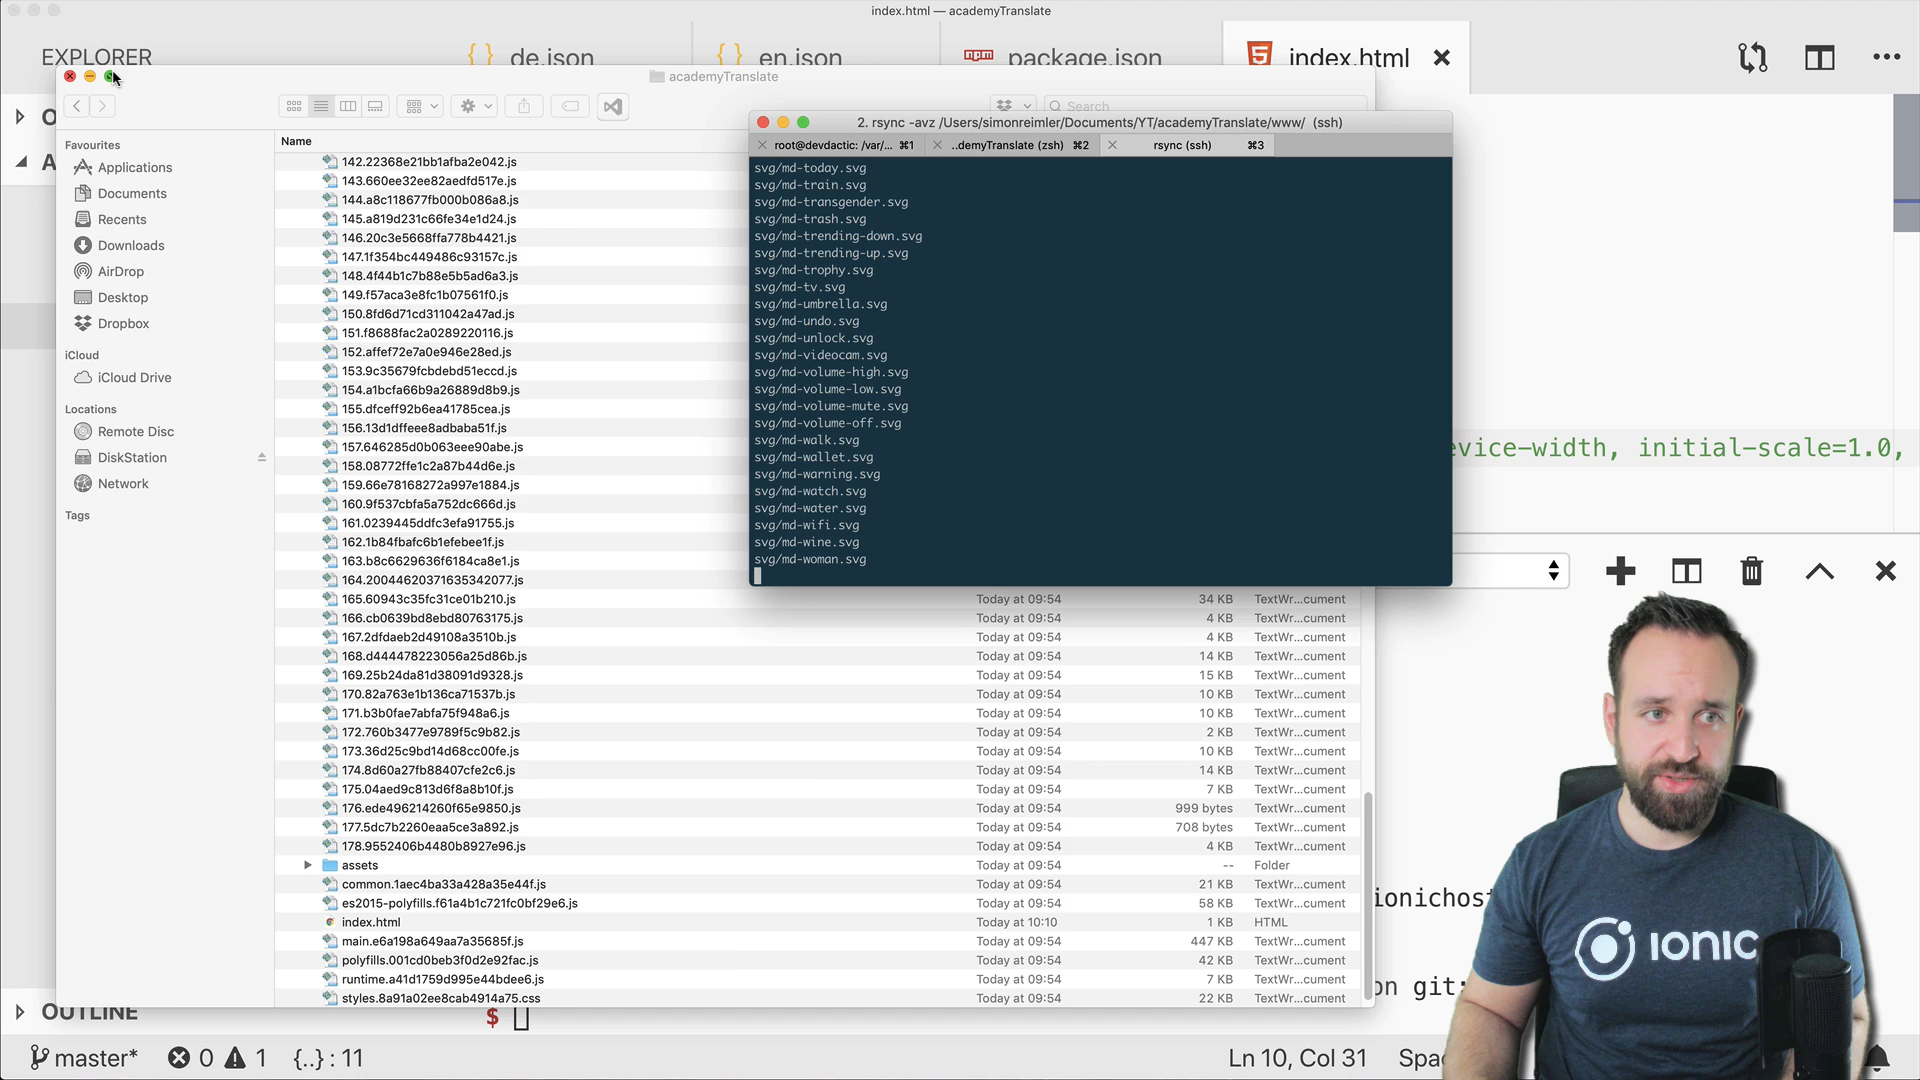 index.html — academyTranslate
EXPLORER
de.json
en.json
package.json
index.html
academyTranslate
Search
Favourites
Applications
Documents
Recents
Downloads
AirDrop
Desktop
Dropbox
iCloud
iCloud Drive
Locations
Remote Disc
DiskStation
Network
Tags
Name
142.22368e21bb1afba2e042.js
143.660ee32ee82aedfd517e.js
144.a8c118677fb000b086a8.js
145.a819d231c66fe34e1d24.js
146.20c3e5668ffa778b4421.js
147.1f354bc449486c93157c.js
148.4f44b1c7b88e5b5ad6a3.js
149.f57aca3e8fc1b07561f0.js
150.8fd6d71cd311042a47ad.js
151.f8688fac2a0289220116.js
152.affef72e7a0e946e28ed.js
153.9c35679fcbdebd51eccd.js
154.a1bcfa66b9a26889d8b9.js
155.dfceff92b6ea41785cea.js
156.13d1dffeee8adbaba51f.js
157.646285d0b063eee90abe.js
158.08772ffe1c2a87b44d6e.js
159.66e78168272a997e1884.js
160.9f537cbfa5a752dc666d.js
161.0239445ddfc3efa91755.js
162.1b84fbafc6b1efebee1f.js
163.b8c6629636f6184ca8e1.js
164.20044620371635342077.js
165.60943c35fc31ce01b210.js Today at 09:54 34 KB TextWr...cument
166.cb0639bd8ebd80763175.js Today at 09:54 4 KB TextWr...cument
167.2dfdaeb2d49108a3510b.js Today at 09:54 4 KB TextWr...cument
168.d444478223056a25d86b.js Today at 09:54 14 KB TextWr...cument
169.25b24da81d38091d9328.js Today at 09:54 15 KB TextWr...cument
170.82a763e1b136ca71537b.js Today at 09:54 10 KB TextWr...cument
171.b3b0fae7abfa75f948a6.js Today at 09:54 10 KB TextWr...cument
172.760b3477e9789f5c9b82.js Today at 09:54 2 KB TextWr...cument
173.36d25c9bd14d68cc00fe.js Today at 09:54 10 KB TextWr...cument
174.8d60a27fb88407cfe2c6.js Today at 09:54 14 KB TextWr...cument
175.04aed9c813d6f8a8b10f.js Today at 09:54 7 KB TextWr...cument
176.ede496214260f65e9850.js Today at 09:54 999 bytes TextWr...cument
177.5dc7b2260eaa5ce3a892.js Today at 09:54 708 bytes TextWr...cument
178.9552406b4480b8927e96.js Today at 09:54 4 KB TextWr...cument
assets Today at 09:54 -- Folder
common.1aec4ba33a428a35e44f.js Today at 09:54 21 KB TextWr...cument
es2015-polyfills.f61a4b1c721fc0bf29e6.js Today at 09:54 58 KB TextWr...cument
index.html Today at 10:10 1 KB HTML
main.e6a198a649aa7a35685f.js Today at 09:54 447 KB TextWr...cument
polyfills.001cd0beb3f0d2e92fac.js Today at 09:54 42 KB TextWr...cument
runtime.a41d1759d995e44bdee6.js Today at 09:54 7 KB TextWr...cument
styles.8a91a02ee8cab4914a75.css Today at 09:54 22 KB TextWr...cument
2. rsync -avz /Users/simonreimler/Documents/YT/academyTranslate/www/ (ssh)
root@devdactic: /var/... ⌘1
..demyTranslate (zsh) ⌘2
rsync (ssh) ⌘3
svg/md-today.svg
svg/md-train.svg
svg/md-transgender.svg
svg/md-trash.svg
svg/md-trending-down.svg
svg/md-trending-up.svg
svg/md-trophy.svg
svg/md-tv.svg
svg/md-umbrella.svg
svg/md-undo.svg
svg/md-unlock.svg
svg/md-videocam.svg
svg/md-volume-high.svg
svg/md-volume-low.svg
svg/md-volume-mute.svg
svg/md-volume-off.svg
svg/md-walk.svg
svg/md-wallet.svg
svg/md-warning.svg
svg/md-watch.svg
svg/md-water.svg
svg/md-wifi.svg
svg/md-wine.svg
svg/md-woman.svg
evice-width, initial-scale=1.0,
ionichos
on git:
IONIC
OUTLINE
$
master* 0 1 {..} : 11
Ln 10, Col 31 Spa